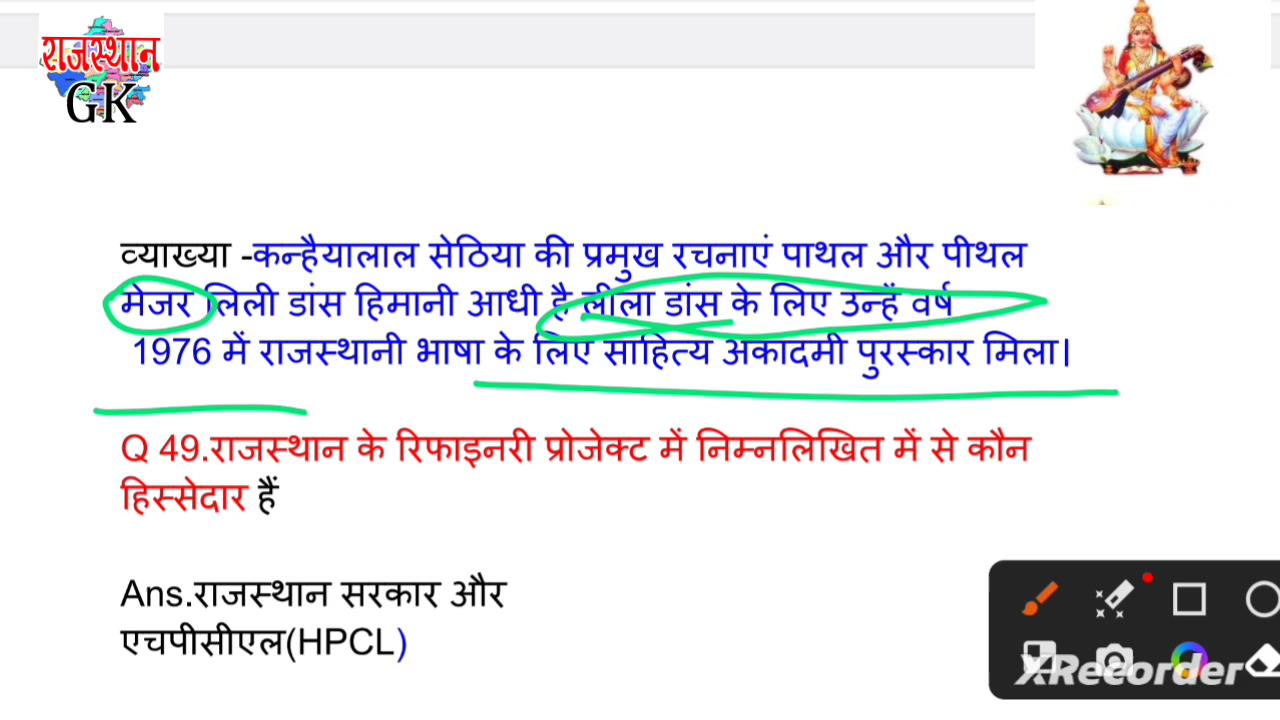 राजस्थान
GK
व्याख्या -कन्हैयालाल सेठिया की प्रमुख रचनाएं पाथल और पीथल
मेजर लिली डांस हिमानी आधी है लीला डांस के लिए उन्हें वर्ष
1976 में राजस्थानी भाषा के लिए साहित्य अकादमी पुरस्कार मिला।
Q 49.राजस्थान के रिफाइनरी प्रोजेक्ट में निम्नलिखित में से कौन
हिस्सेदार हैं
Ans.राजस्थान सरकार और
एचपीसीएल(HPCL)
XRecorder